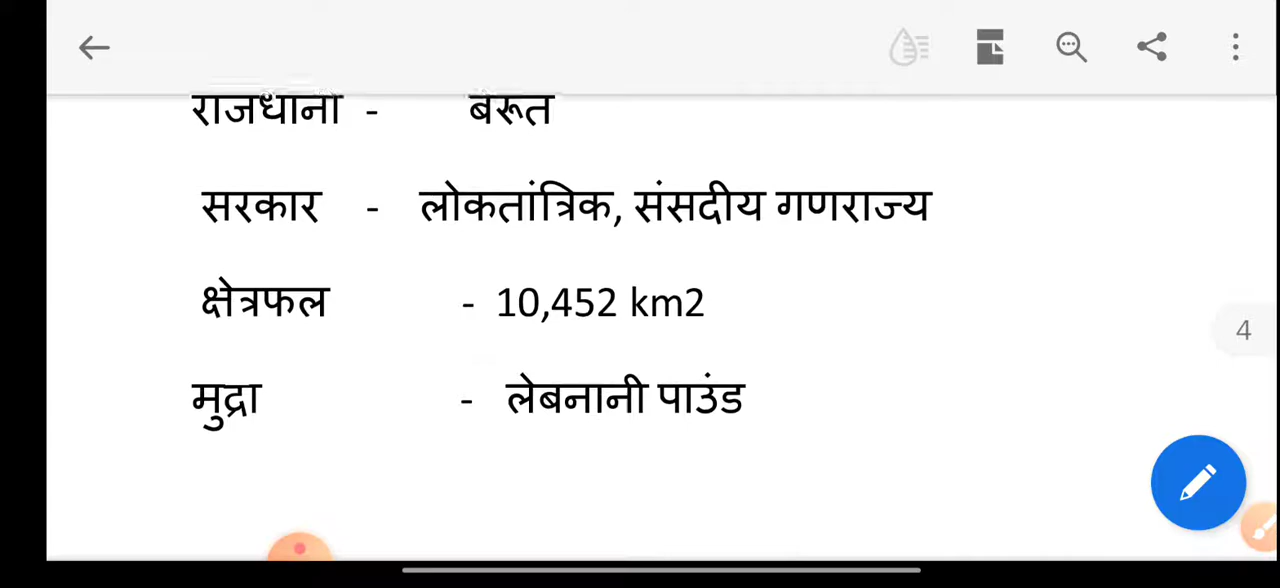 राजधानी - बेरूत
सरकार - लोकतांत्रिक, संसदीय गणराज्य
क्षेत्रफल - 10,452 km2
4
मुद्रा - लेबनानी पाउंड